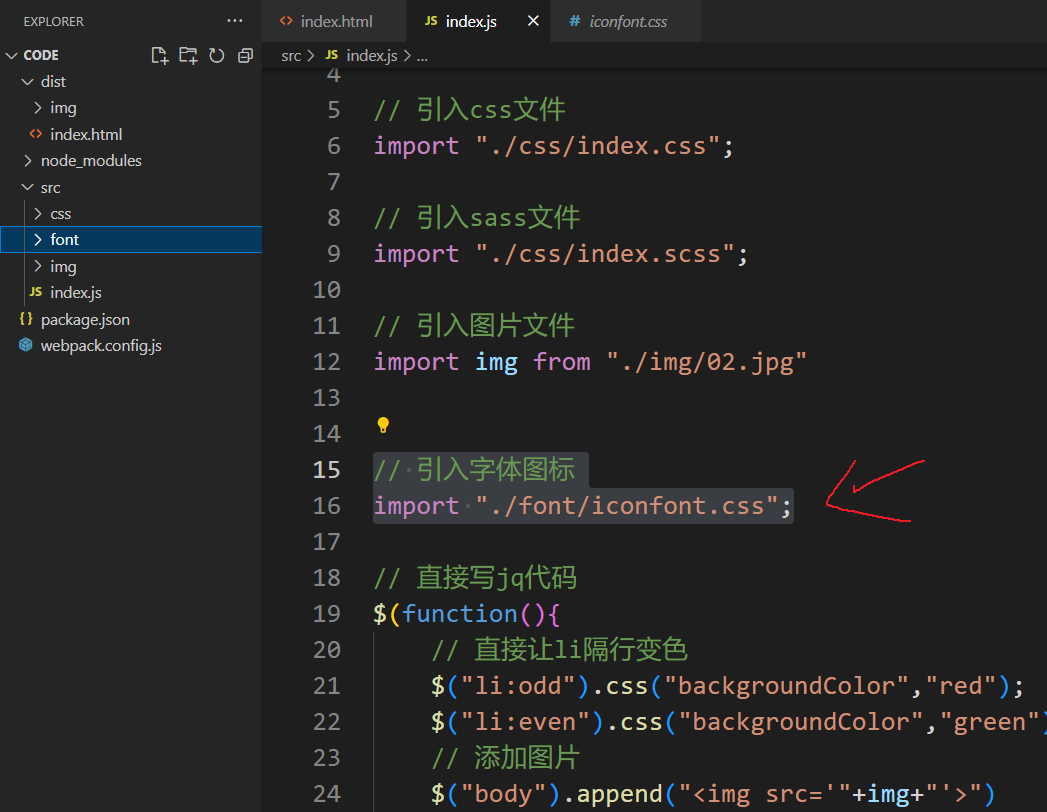 EXPLORER
...
CODE
dist
img
index.html
node_modules
src
css
font
img
JS index.js
{} package.json
webpack.config.js
<> index.html
JS index.js ×
# iconfont.css
src > JS index.js > ...
4
5 // 引入css文件
6 import "./css/index.css";
7
8 // 引入sass文件
9 import "./css/index.scss";
10
11 // 引入图片文件
12 import img from "./img/02.jpg"
13
14
15 // 引入字体图标
16 import "./font/iconfont.css";
17
18 // 直接写jq代码
19 $(function(){
20 // 直接让li隔行变色
21 $("li:odd").css("backgroundColor","red");
22 $("li:even").css("backgroundColor","green")
23 // 添加图片
24 $("body").append("<img src='"+img+"'>")